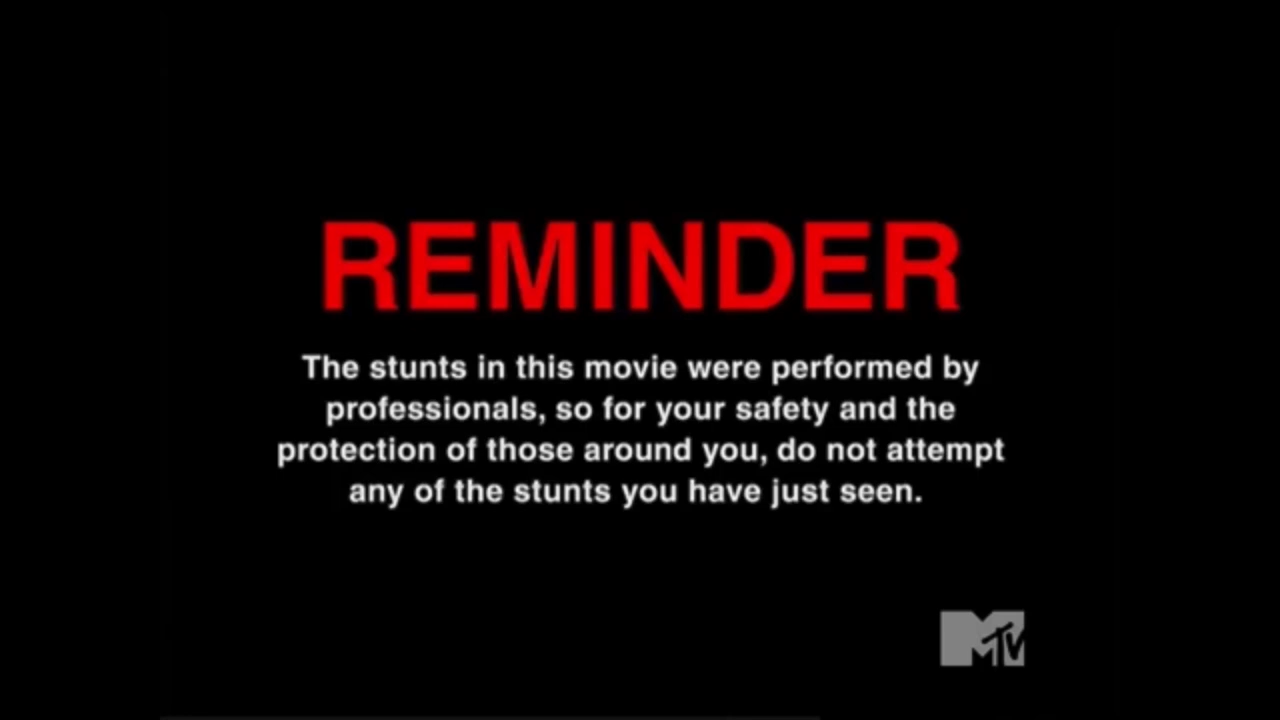 REMINDER
The stunts in this movie were performed by
professionals, so for your safety and the
protection of those around you, do not attempt
any of the stunts you have just seen.
MTV